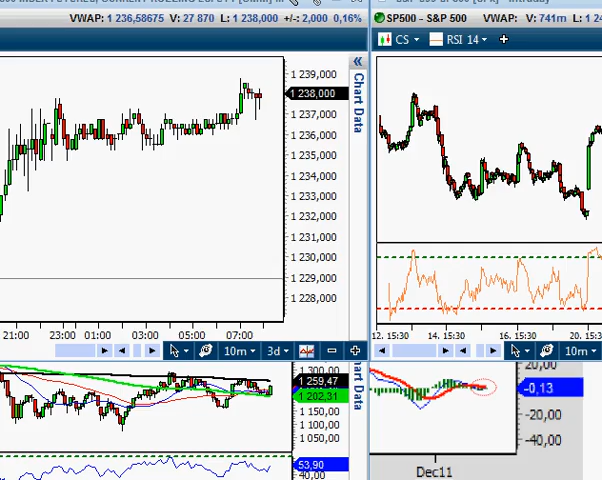 VWAP: 1 236,58675 V: 27 870 L: 1 238,000 +/-: 2,000 0,16%
SP500 - S&P 500 VWAP: V: 741m L: 1 24
CS RSI 14
1 239,000
1 238,000
1 237,000
1 236,000
1 235,000
1 234,000
1 233,000
1 232,000
1 231,000
1 230,000
1 229,000
1 228,000
Chart Data
21:00 23:00 01:00 03:00 05:00 07:00
12. 15:30 14. 15:30 16. 15:30 20. 15:3
10m 3d
10m
1 300,00
1 259,47
1 202,31
1 150,00
1 100,00
1 050,00
53,90
40,00
Chart Data
20,00
-0,13
-20,00
-40,00
Dec11